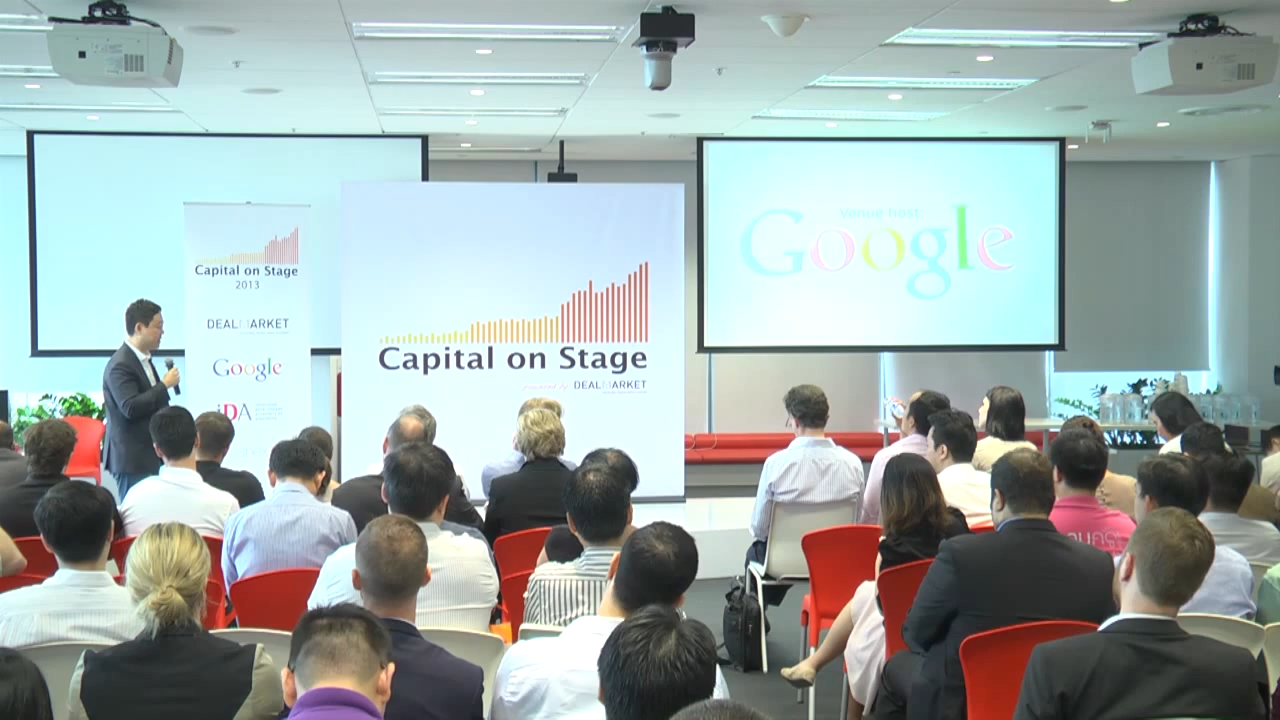 Capital on Stage
2013
DEALMARKET
Google
iDA
Capital on Stage
powered by DEALMARKET
Venue host:
Google